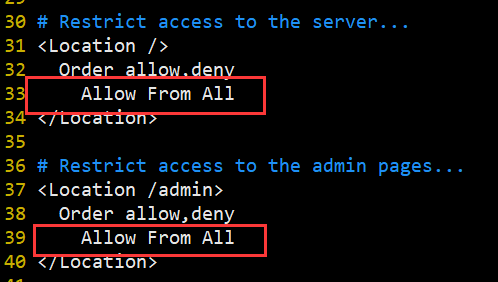 30 # Restrict access to the server...
31 <Location />
32   Order allow,deny
33     Allow From All
34 </Location>
35
36 # Restrict access to the admin pages...
37 <Location /admin>
38   Order allow,deny
39     Allow From All
40 </Location>